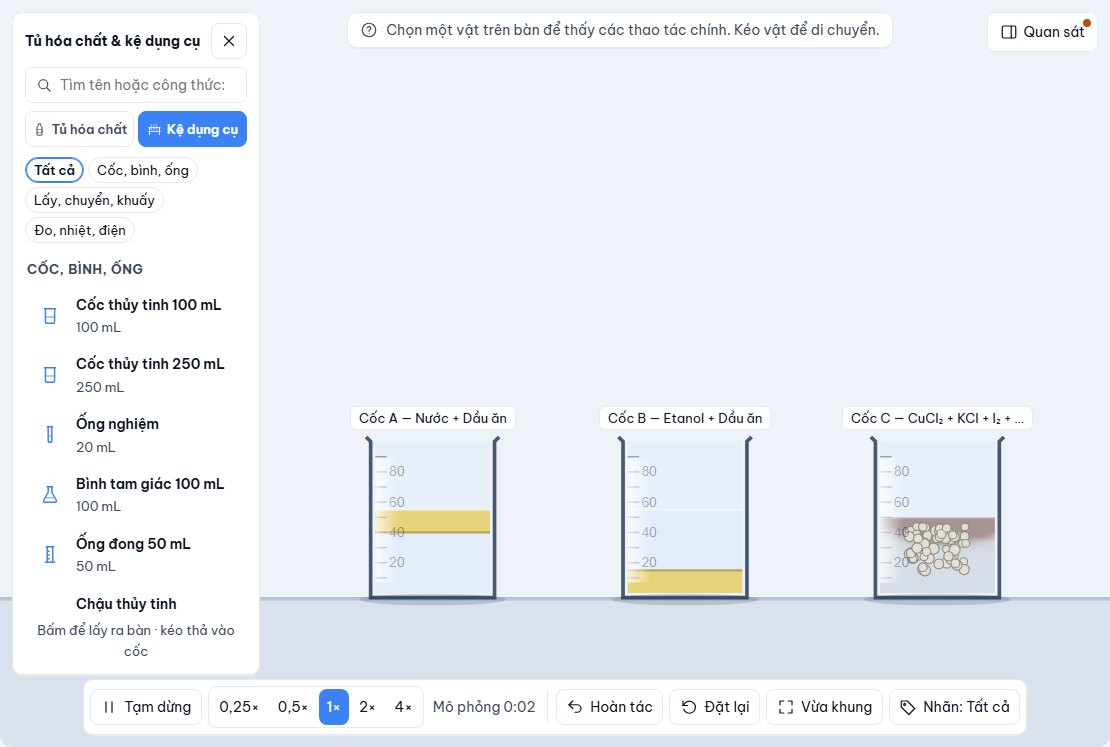 Tủ hóa chất & kệ dụng cụ
Tìm tên hoặc công thức:
Tủ hóa chất
Kệ dụng cụ
Tất cả
Cốc, bình, ống
Lấy, chuyển, khuấy
Đo, nhiệt, điện
CỐC, BÌNH, ỐNG
Cốc thủy tinh 100 mL
100 mL
Cốc thủy tinh 250 mL
250 mL
Ống nghiệm
20 mL
Bình tam giác 100 mL
100 mL
Ống đong 50 mL
50 mL
Chậu thủy tinh
Bấm để lấy ra bàn · kéo thả vào
cốc
Chọn một vật trên bàn để thấy các thao tác chính. Kéo vật để di chuyển.
Quan sát
Cốc A — Nước + Dầu ăn
80
60
40
20
Cốc B — Etanol + Dầu ăn
80
60
40
20
Cốc C — CuCl₂ + KCl + I₂ + ...
80
60
40
20
Tạm dừng
0,25×
0,5×
1×
2×
4×
Mô phỏng 0:02
Hoàn tác
Đặt lại
Vừa khung
Nhãn: Tất cả